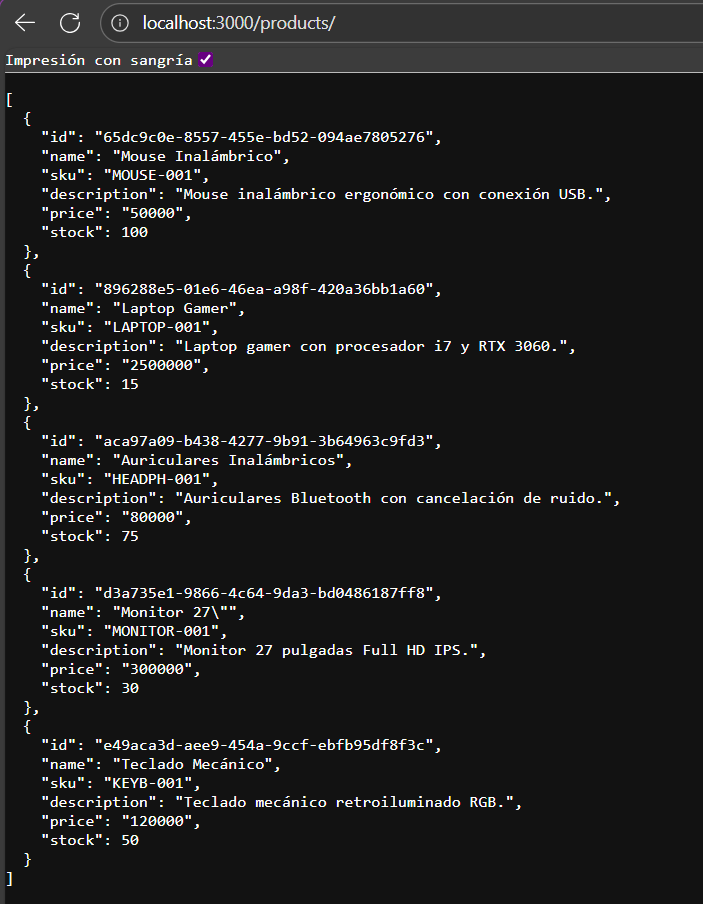 localhost:3000/products/
Impresión con sangría
[
  {
    "id": "65dc9c0e-8557-455e-bd52-094ae7805276",
    "name": "Mouse Inalámbrico",
    "sku": "MOUSE-001",
    "description": "Mouse inalámbrico ergonómico con conexión USB.",
    "price": "50000",
    "stock": 100
  },
  {
    "id": "896288e5-01e6-46ea-a98f-420a36bb1a60",
    "name": "Laptop Gamer",
    "sku": "LAPTOP-001",
    "description": "Laptop gamer con procesador i7 y RTX 3060.",
    "price": "2500000",
    "stock": 15
  },
  {
    "id": "aca97a09-b438-4277-9b91-3b64963c9fd3",
    "name": "Auriculares Inalámbricos",
    "sku": "HEADPH-001",
    "description": "Auriculares Bluetooth con cancelación de ruido.",
    "price": "80000",
    "stock": 75
  },
  {
    "id": "d3a735e1-9866-4c64-9da3-bd0486187ff8",
    "name": "Monitor 27\"",
    "sku": "MONITOR-001",
    "description": "Monitor 27 pulgadas Full HD IPS.",
    "price": "300000",
    "stock": 30
  },
  {
    "id": "e49aca3d-aee9-454a-9ccf-ebfb95df8f3c",
    "name": "Teclado Mecánico",
    "sku": "KEYB-001",
    "description": "Teclado mecánico retroiluminado RGB.",
    "price": "120000",
    "stock": 50
  }
]